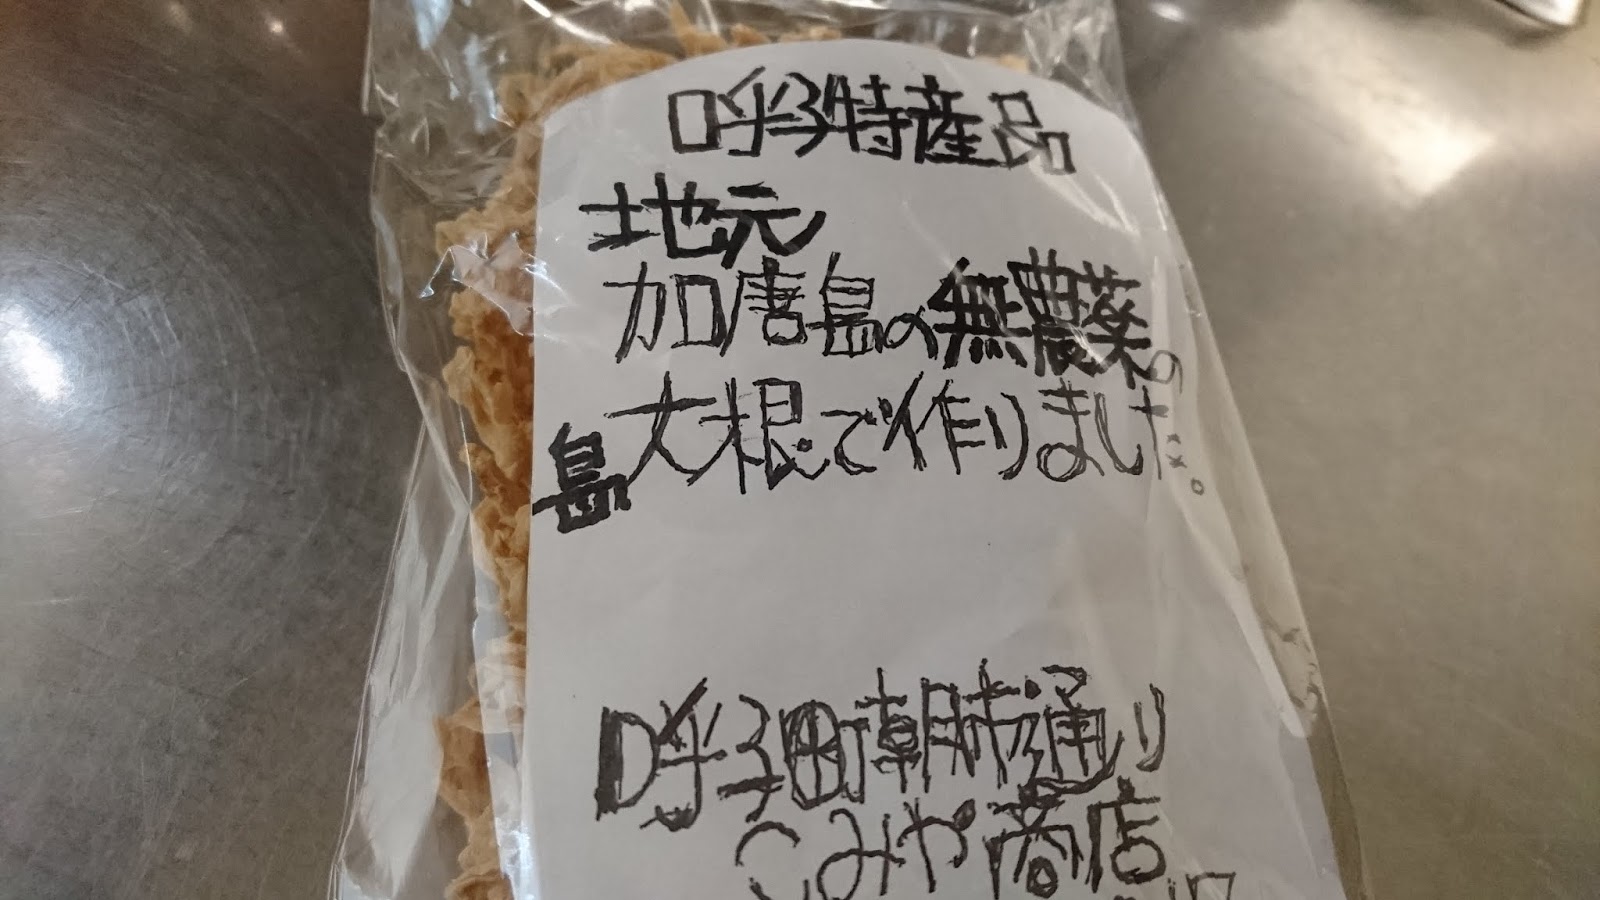 呼子特産品
地元
加唐島の無農薬の
島大根で作りました。
呼子町朝市通り
こみや商店